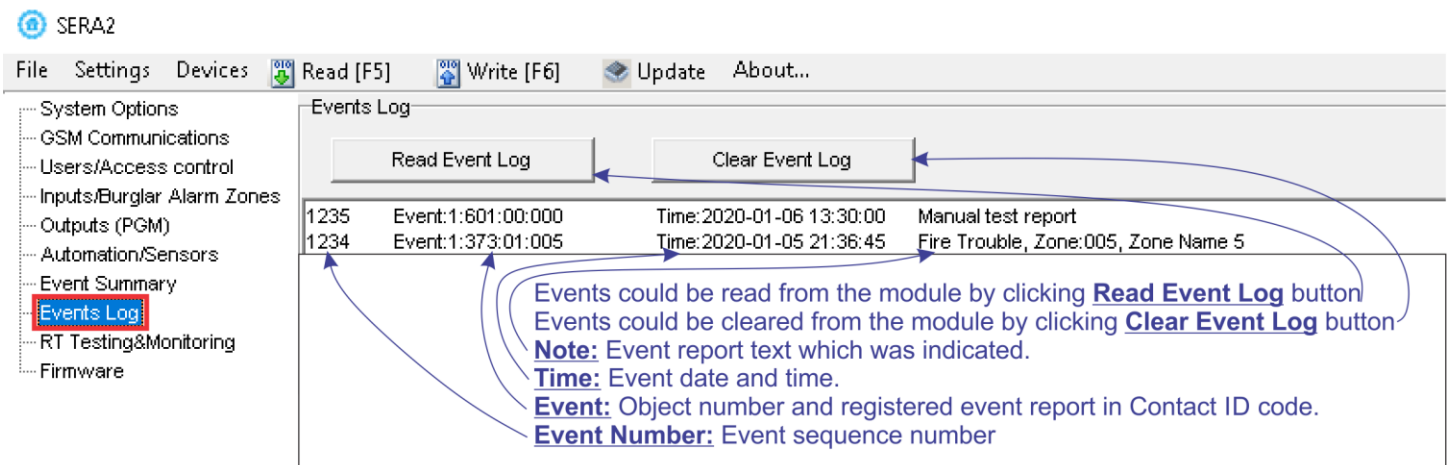 SERA2
File Settings Devices Read [F5] Write [F6] Update About...
System Options
GSM Communications
Users/Access control
Inputs/Burglar Alarm Zones
Outputs (PGM)
Automation/Sensors
Event Summary
Events Log
RT Testing&Monitoring
Firmware
Events Log
Read Event Log Clear Event Log
1235 Event:1:601:00:000 Time:2020-01-06 13:30:00 Manual test report
1234 Event:1:373:01:005 Time:2020-01-05 21:36:45 Fire Trouble, Zone:005, Zone Name 5
Events could be read from the module by clicking Read Event Log button
Events could be cleared from the module by clicking Clear Event Log button
Note: Event report text which was indicated.
Time: Event date and time.
Event: Object number and registered event report in Contact ID code.
Event Number: Event sequence number